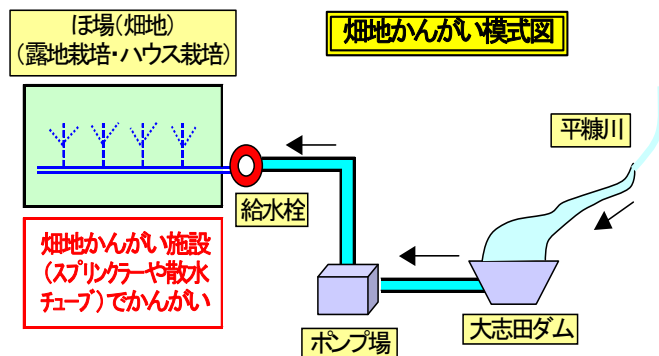 ほ場(畑地)
(露地栽培・ハウス栽培)
畑地かんがい模式図
平糠川
給水栓
畑地かんがい施設
(スプリンクラーや散水
チューブ)でかんがい
ポンプ場
大志田ダム